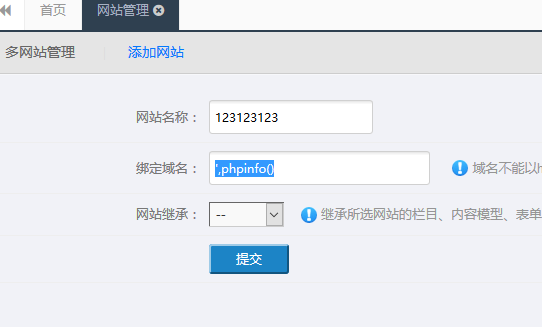 首页 网站管理
多网站管理 添加网站
网站名称： 123123123
绑定域名： ',phpinfo() 域名不能以h
网站继承： -- 继承所选网站的栏目、内容模型、表单
提交